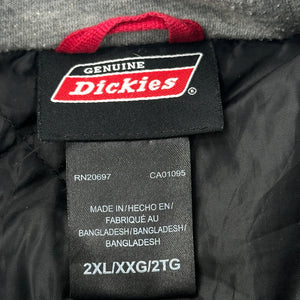 GENUINE
Dickies®
RN20697 CA01095
MADE IN/HECHO EN/
FABRIQUÉ AU
BANGLADESH/BANGLADESH/
BANGLADESH
2XL/XXG/2TG